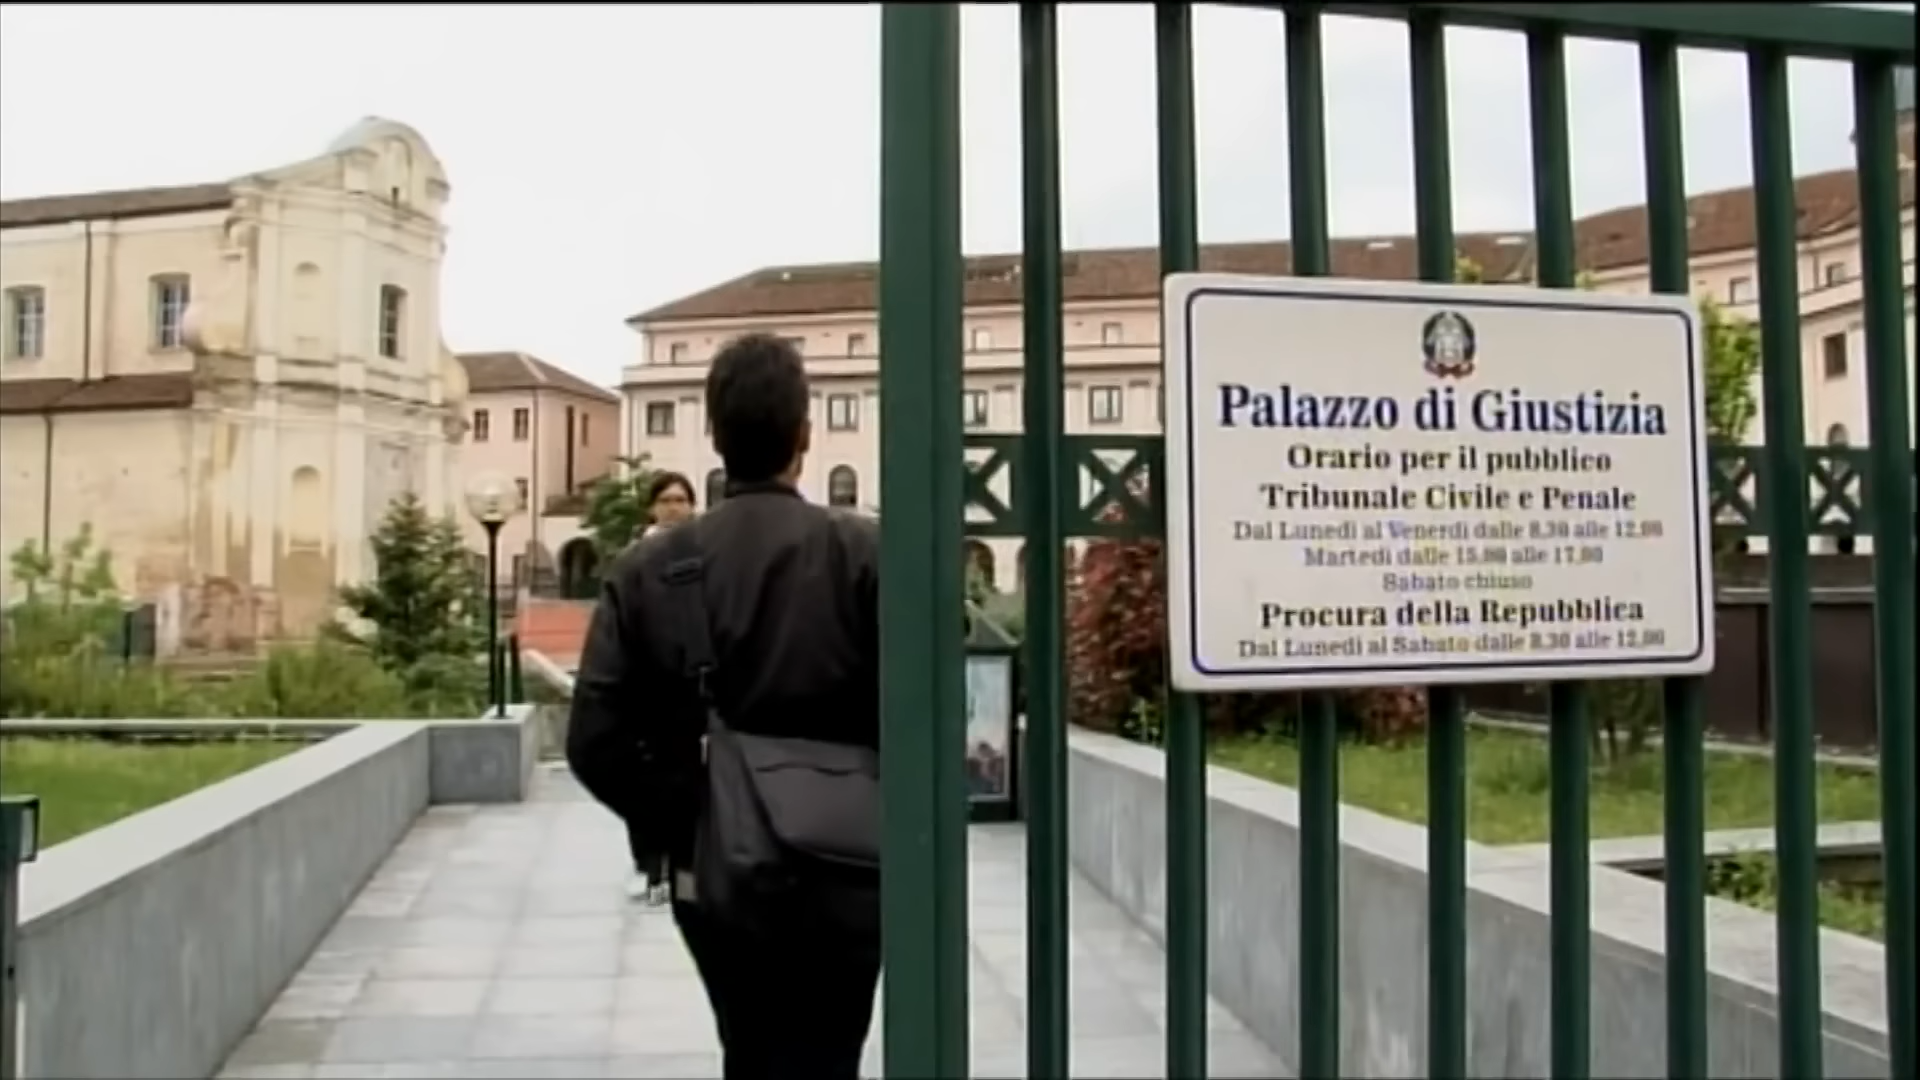 Palazzo di Giustizia
Orario per il pubblico
Tribunale Civile e Penale
Dal Lunedì al Venerdì dalle 8,30 alle 12,00
Martedì dalle 15,00 alle 17,00
Sabato chiuso
Procura della Repubblica
Dal Lunedì al Sabato dalle 8,30 alle 12,00